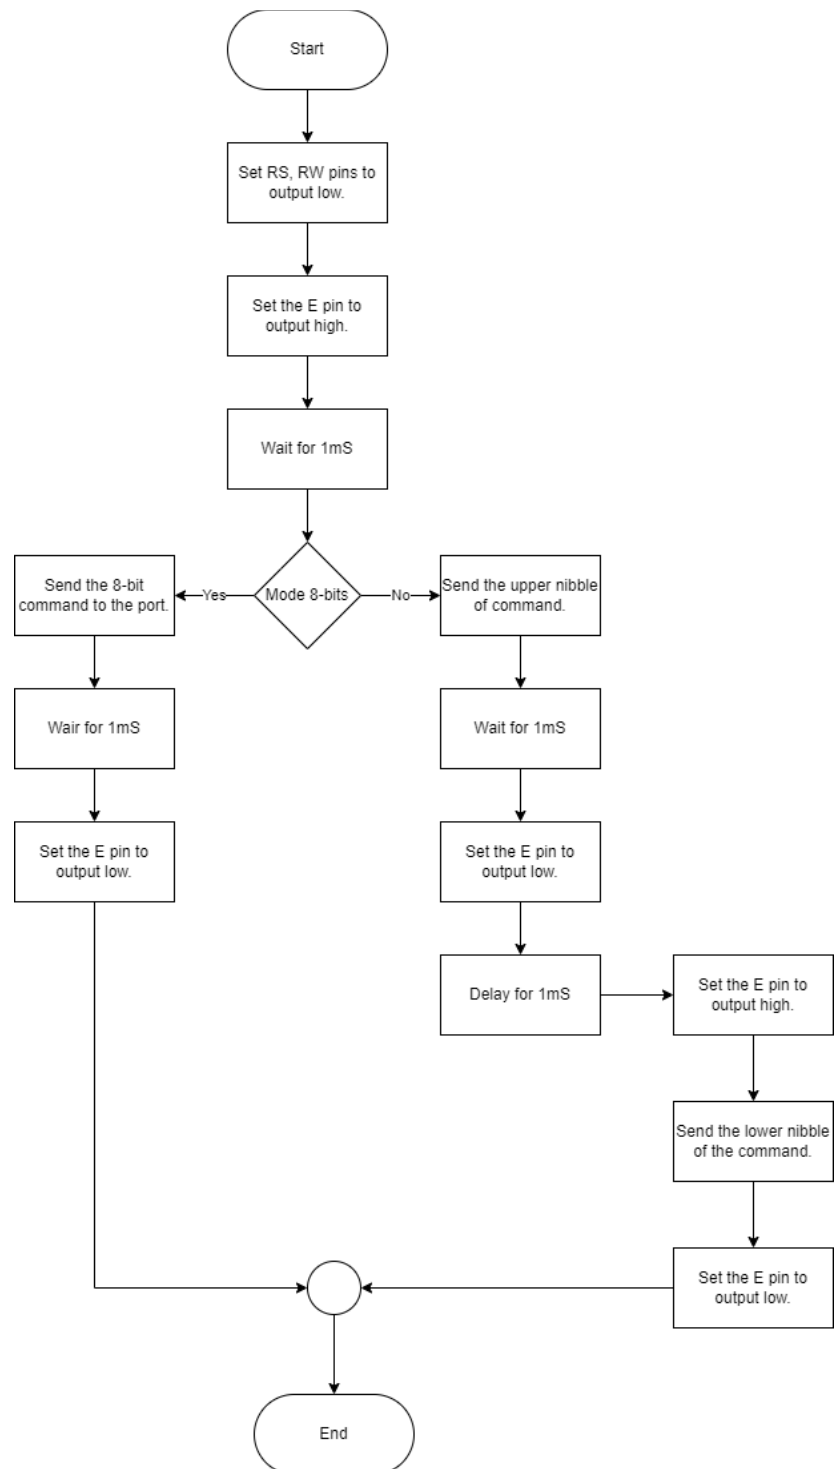 Start
Set RS, RW pins to
output low.
Set the E pin to
output high.
Wait for 1mS
Mode 8-bits
Yes
No
Send the 8-bit
command to the port.
Wair for 1mS
Set the E pin to
output low.
Send the upper nibble
of command.
Wait for 1mS
Set the E pin to
output low.
Delay for 1mS
Set the E pin to
output high.
Send the lower nibble
of the command.
Set the E pin to
output low.
End